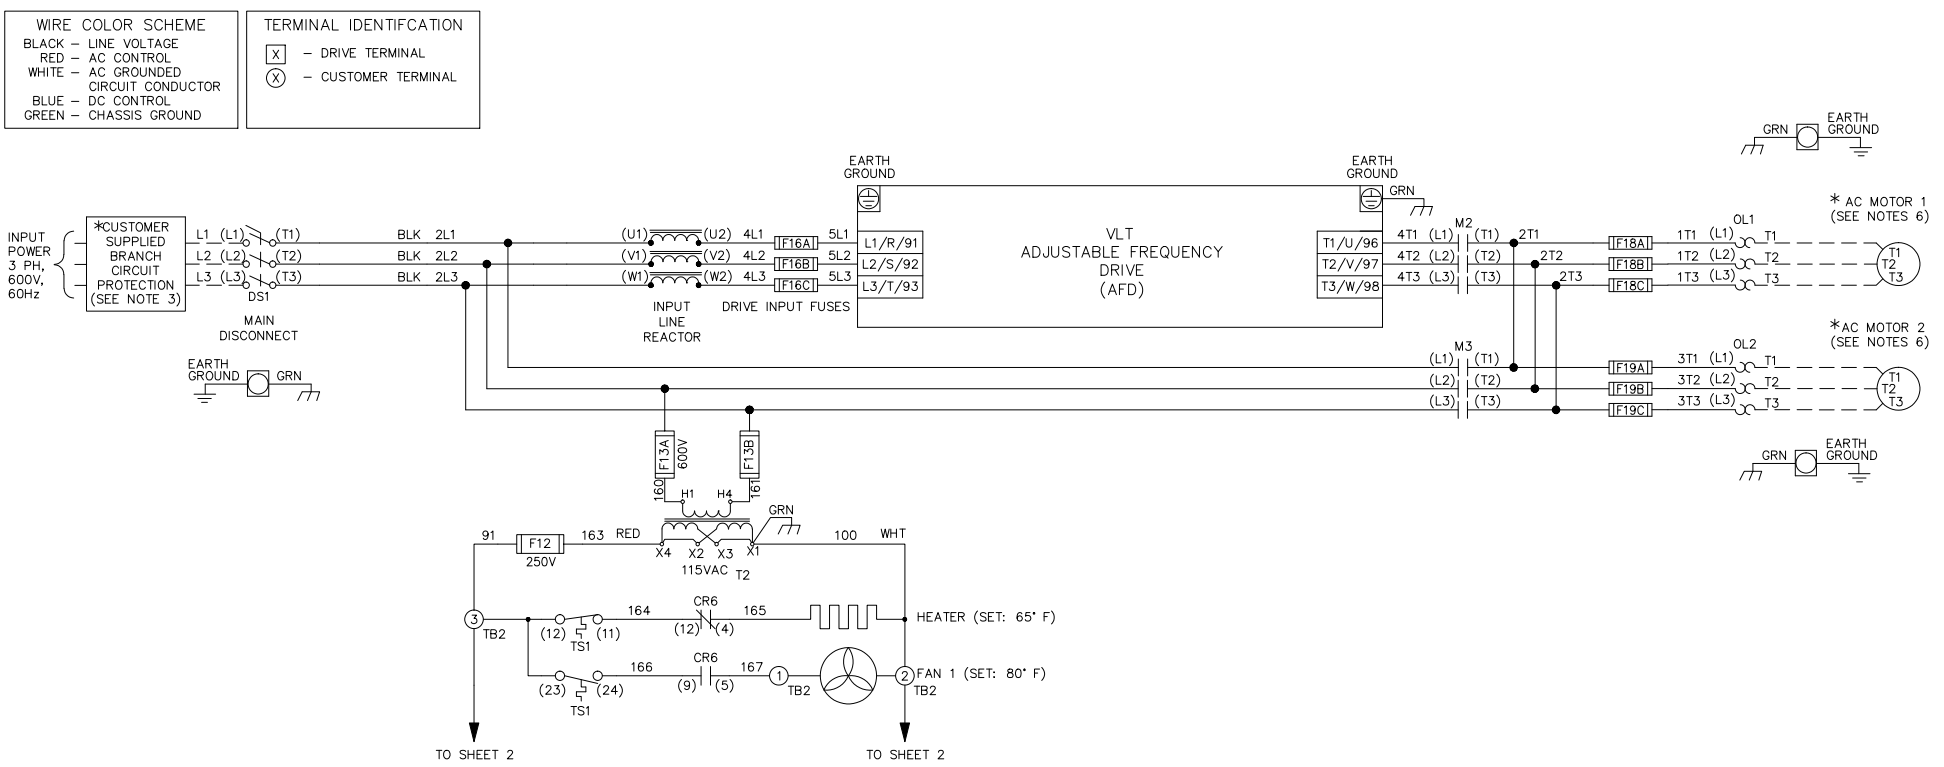 WIRE COLOR SCHEME
BLACK – LINE VOLTAGE
RED – AC CONTROL
WHITE – AC GROUNDED
CIRCUIT CONDUCTOR
BLUE – DC CONTROL
GREEN – CHASSIS GROUND
TERMINAL IDENTIFCATION
X – DRIVE TERMINAL
X – CUSTOMER TERMINAL
GRN
EARTH
GROUND
EARTH
GROUND
EARTH
GROUND
GRN
INPUT
POWER
3 PH,
600V,
60Hz
*CUSTOMER
SUPPLIED
BRANCH
CIRCUIT
PROTECTION
(SEE NOTE 3)
L1 (L1) (T1) BLK 2L1 (U1) (U2) 4L1 F16A 5L1 L1/R/91
L2 (L2) (T2) BLK 2L2 (V1) (V2) 4L2 F16B 5L2 L2/S/92
L3 (L3) (T3) BLK 2L3 (W1) (W2) 4L3 F16C 5L3 L3/T/93
DS1
MAIN
DISCONNECT
INPUT
LINE
REACTOR
DRIVE INPUT FUSES
VLT
ADJUSTABLE FREQUENCY
DRIVE
(AFD)
M2
T1/U/96 4T1 (L1) (T1) 2T1 F18A 1T1 (L1) T1
T2/V/97 4T2 (L2) (T2) 2T2 F18B 1T2 (L2) T2
T3/W/98 4T3 (L3) (T3) 2T3 F18C 1T3 (L3) T3
OL1
* AC MOTOR 1
(SEE NOTES 6)
T1
T2
T3
EARTH
GROUND
GRN
M3
(L1) (T1) F19A 3T1 (L1) T1
(L2) (T2) F19B 3T2 (L2) T2
(L3) (T3) F19C 3T3 (L3) T3
OL2
*AC MOTOR 2
(SEE NOTES 6)
T1
T2
T3
GRN
EARTH
GROUND
F13A
600V
F13B
160
161
H1 H4
GRN
91 F12 163 RED
250V
X4 X2 X3 X1
100 WHT
115VAC T2
3
TB2
(12) (11)
TS1
164
CR6
(12) (4)
165
HEATER (SET: 65° F)
(23) (24)
TS1
166
CR6
(9) (5)
167
1
TB2
2
TB2
FAN 1 (SET: 80° F)
TO SHEET 2
TO SHEET 2